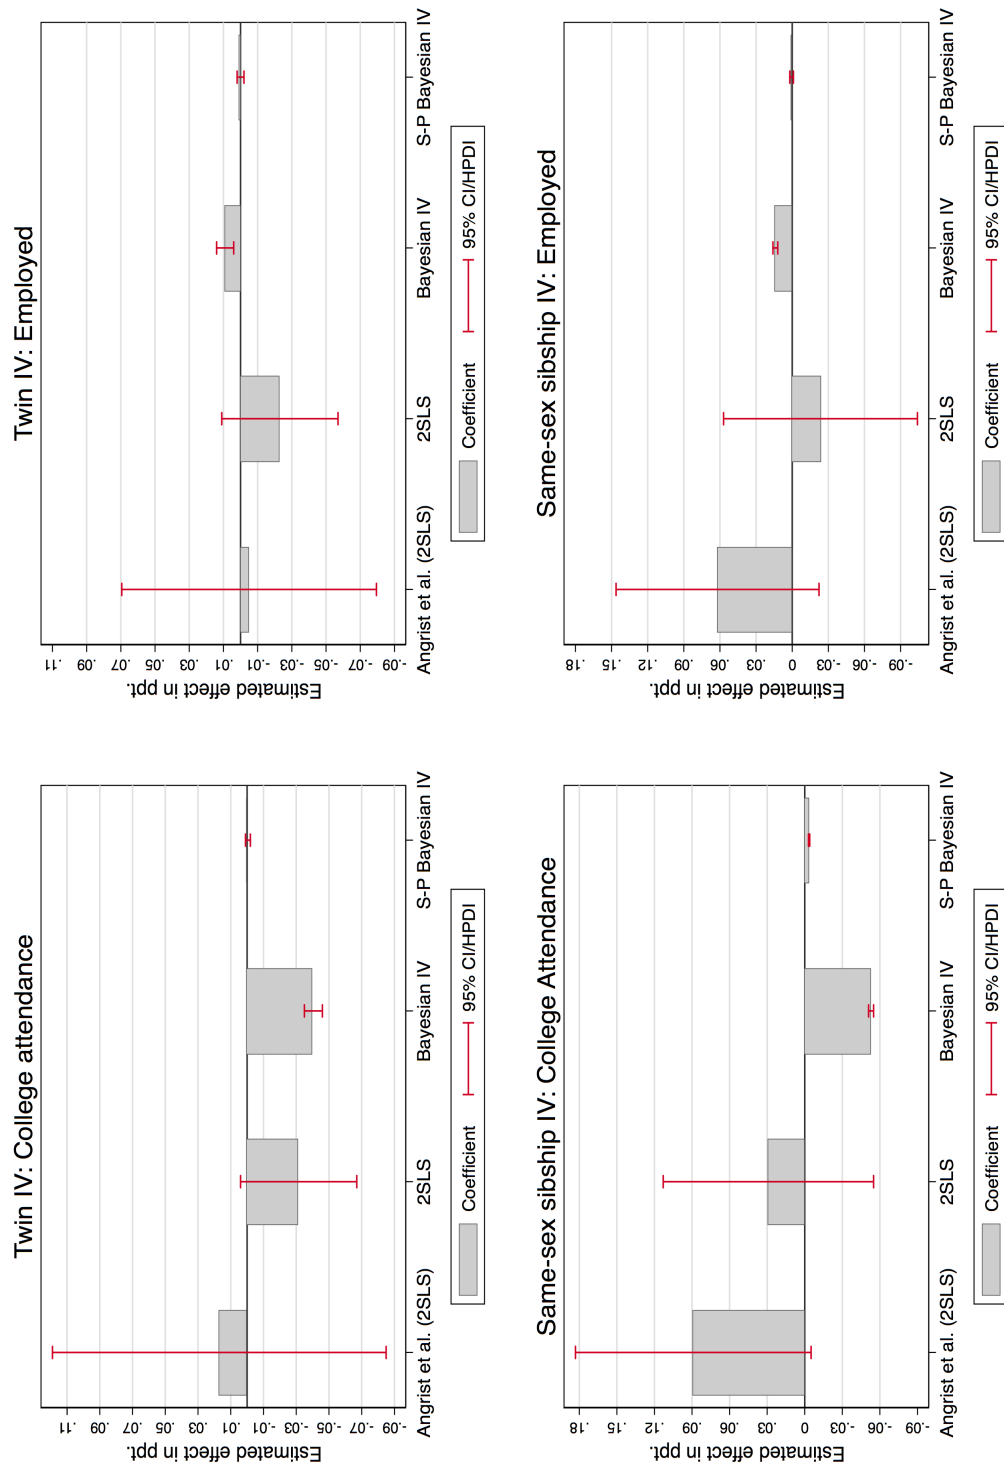 Twin IV: College attendance
Estimated effect in ppt.
.11
.09
.07
.05
.03
.01
-.01
-.03
-.05
-.07
-.09
Angrist et al. (2SLS) 2SLS Bayesian IV S-P Bayesian IV
Coefficient 95% CI/HPDI
Twin IV: Employed
Estimated effect in ppt.
.11
.09
.07
.05
.03
.01
-.01
-.03
-.05
-.07
-.09
Angrist et al. (2SLS) 2SLS Bayesian IV S-P Bayesian IV
Coefficient 95% CI/HPDI
Same-sex sibship IV: College Attendance
Estimated effect in ppt.
.18
.15
.12
.09
.06
.03
0
-.03
-.06
-.09
Angrist et al. (2SLS) 2SLS Bayesian IV S-P Bayesian IV
Coefficient 95% CI/HPDI
Same-sex sibship IV: Employed
Estimated effect in ppt.
.18
.15
.12
.09
.06
.03
0
-.03
-.06
-.09
Angrist et al. (2SLS) 2SLS Bayesian IV S-P Bayesian IV
Coefficient 95% CI/HPDI